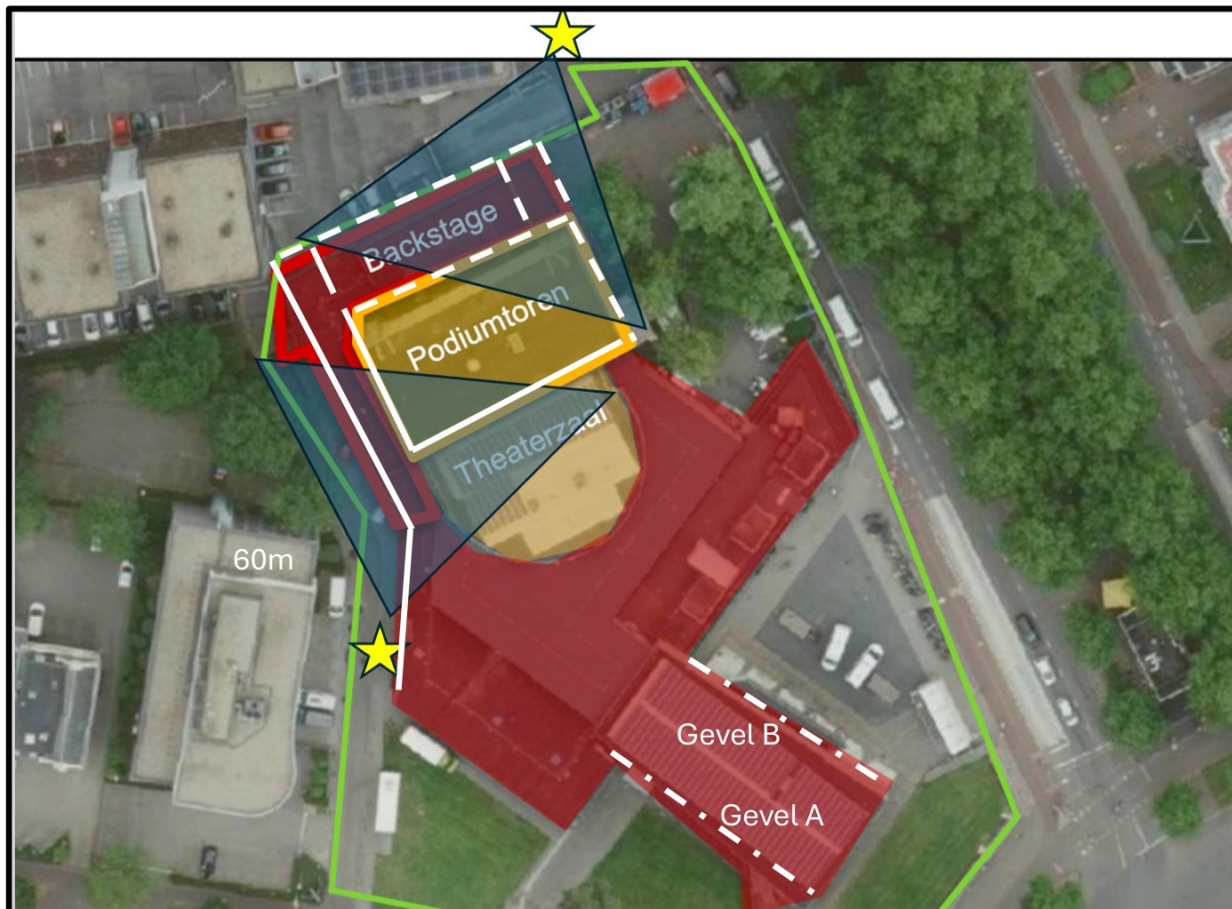 Backstage
Podiumtoren
Theaterzaal
60m
Gevel B
Gevel A